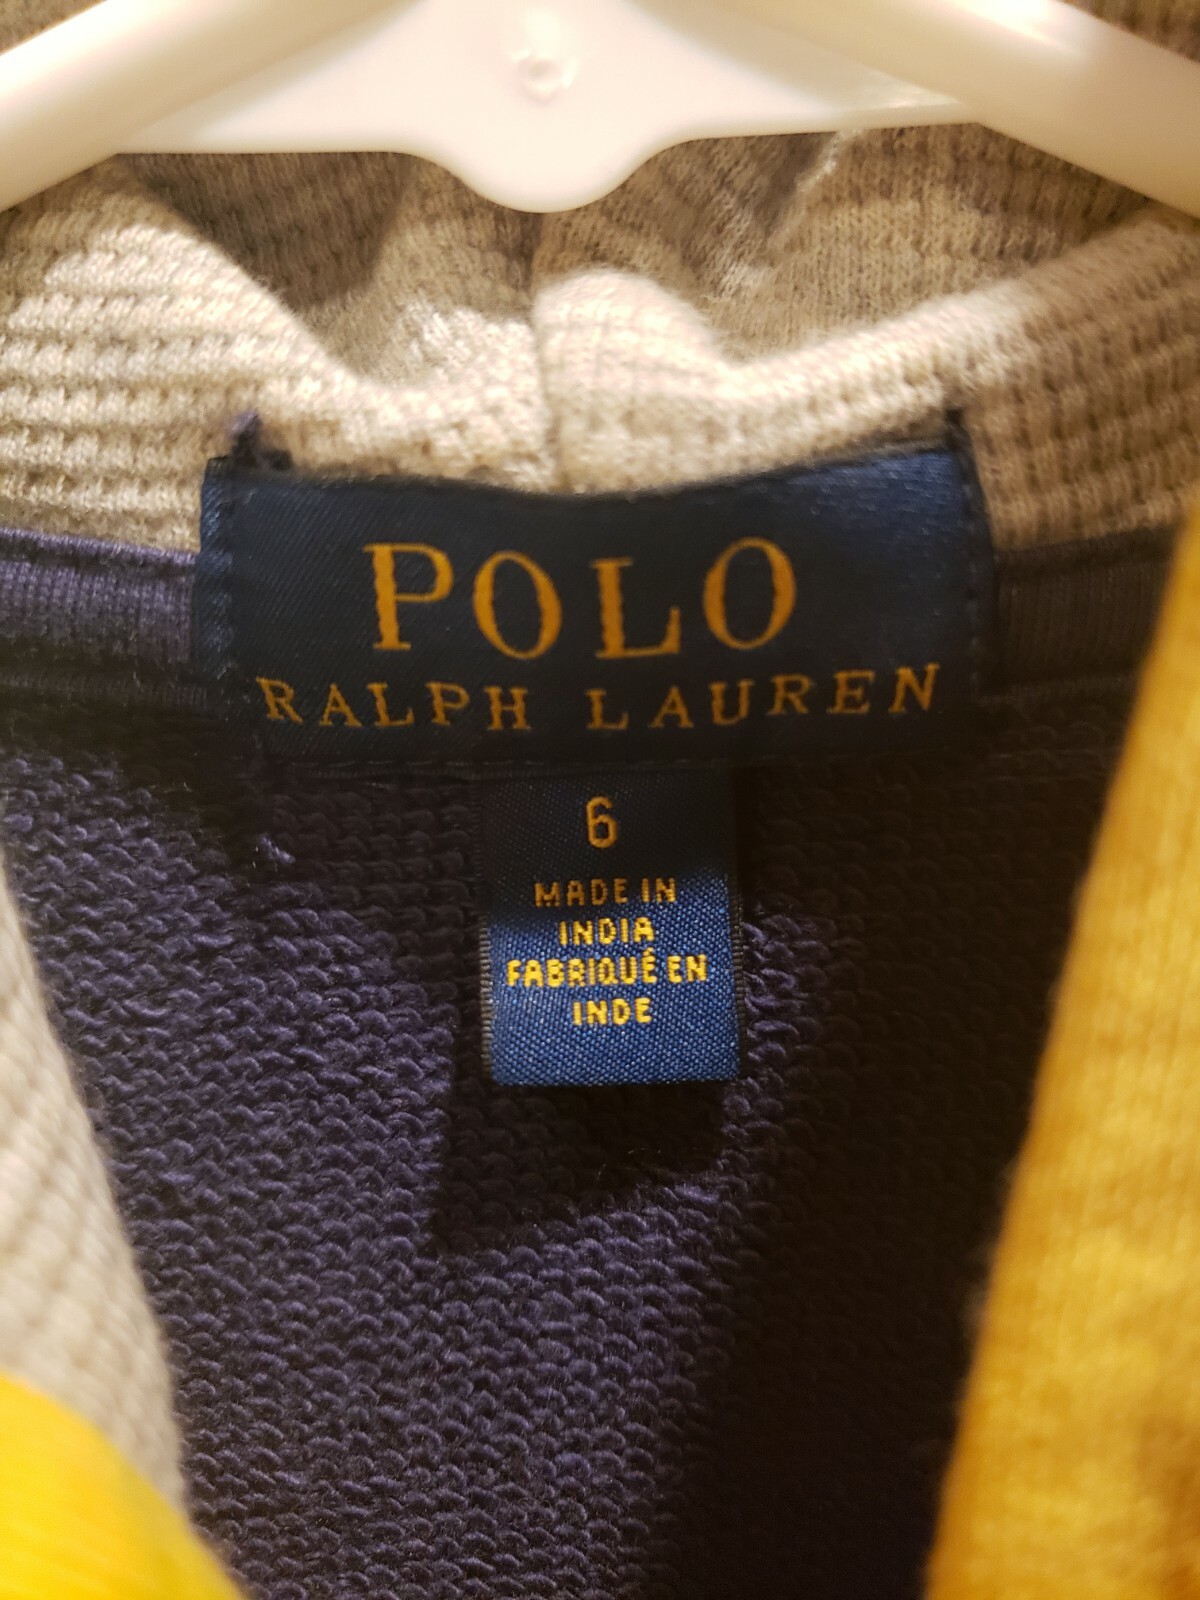 POLO
RALPH LAUREN
6
MADE IN
INDIA
FABRIQUÉ EN
INDE